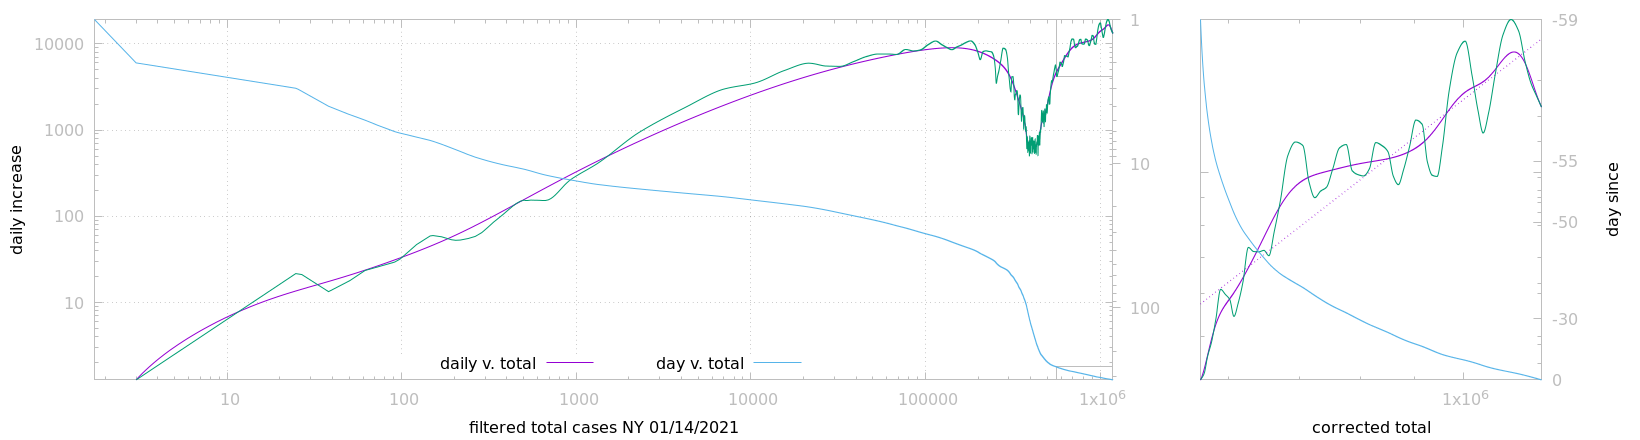 10000
1000
100
10
daily increase
10
100
1000
10000
100000
1x10^6
filtered total cases NY 01/14/2021
daily v. total
day v. total
1
10
100
-59
-55
-50
-30
0
day since
1x10^6
corrected total